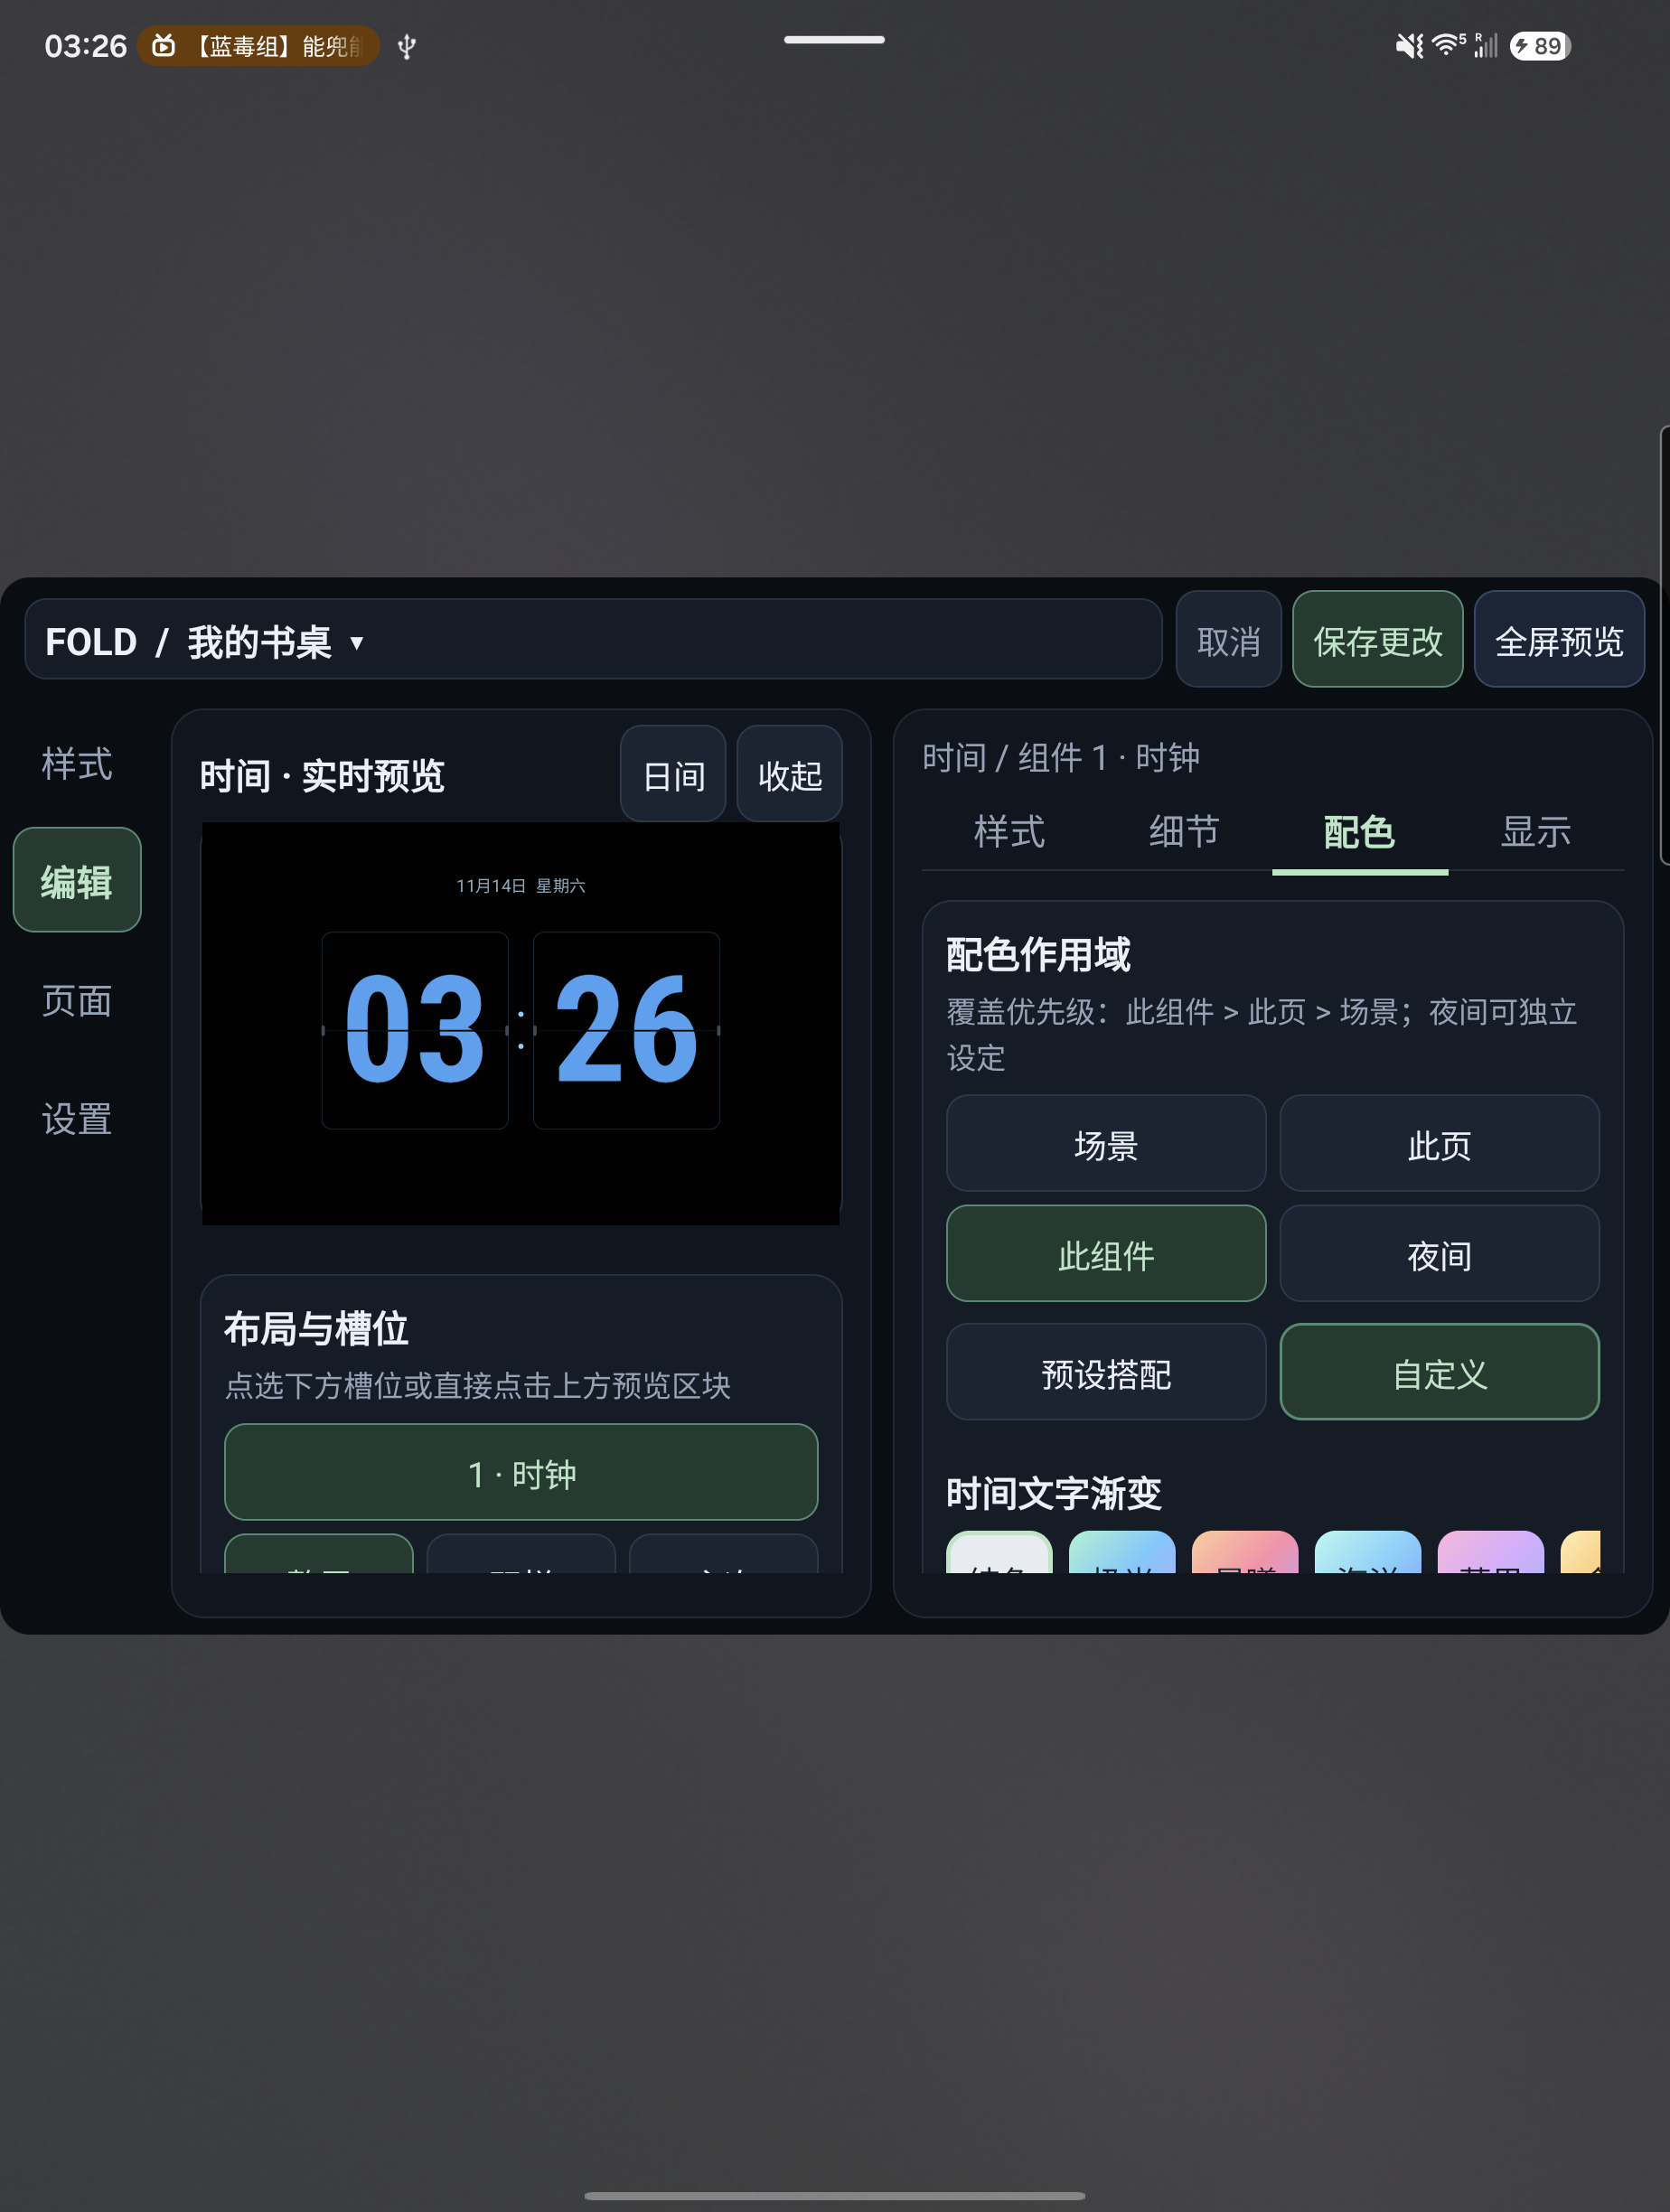 03:26 【蓝毒组】能兜 5 R 89
FOLD / 我的书桌 ▼ 取消 保存更改 全屏预览
样式
编辑
页面
设置
时间 · 实时预览 日间 收起
11月14日 星期六
03:26
布局与槽位
点选下方槽位或直接点击上方预览区块
1 · 时钟
时间 / 组件 1 · 时钟
样式 细节 配色 显示
配色作用域
覆盖优先级：此组件 > 此页 > 场景；夜间可独立
设定
场景 此页
此组件 夜间
预设搭配 自定义
时间文字渐变